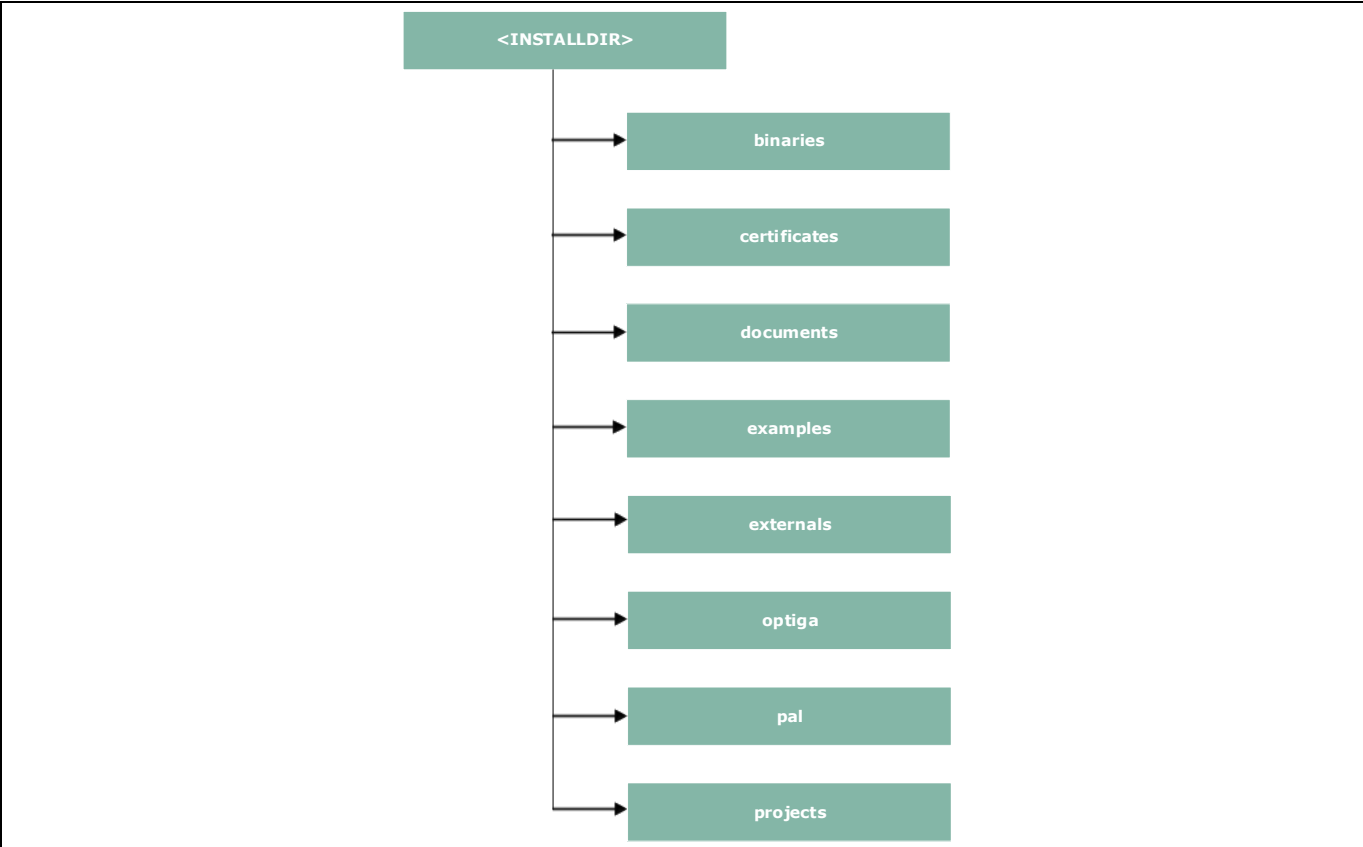 <INSTALLDIR>
binaries
certificates
documents
examples
externals
optiga
pal
projects